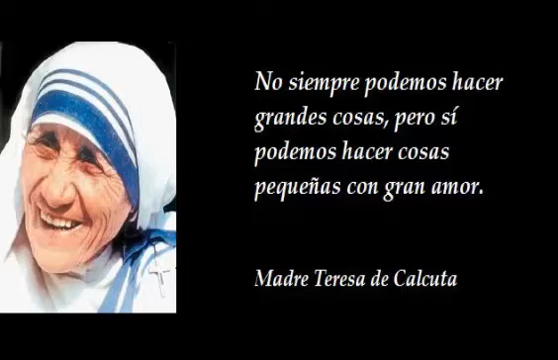 No siempre podemos hacer
grandes cosas, pero sí
podemos hacer cosas
pequeñas con gran amor.
Madre Teresa de Calcuta